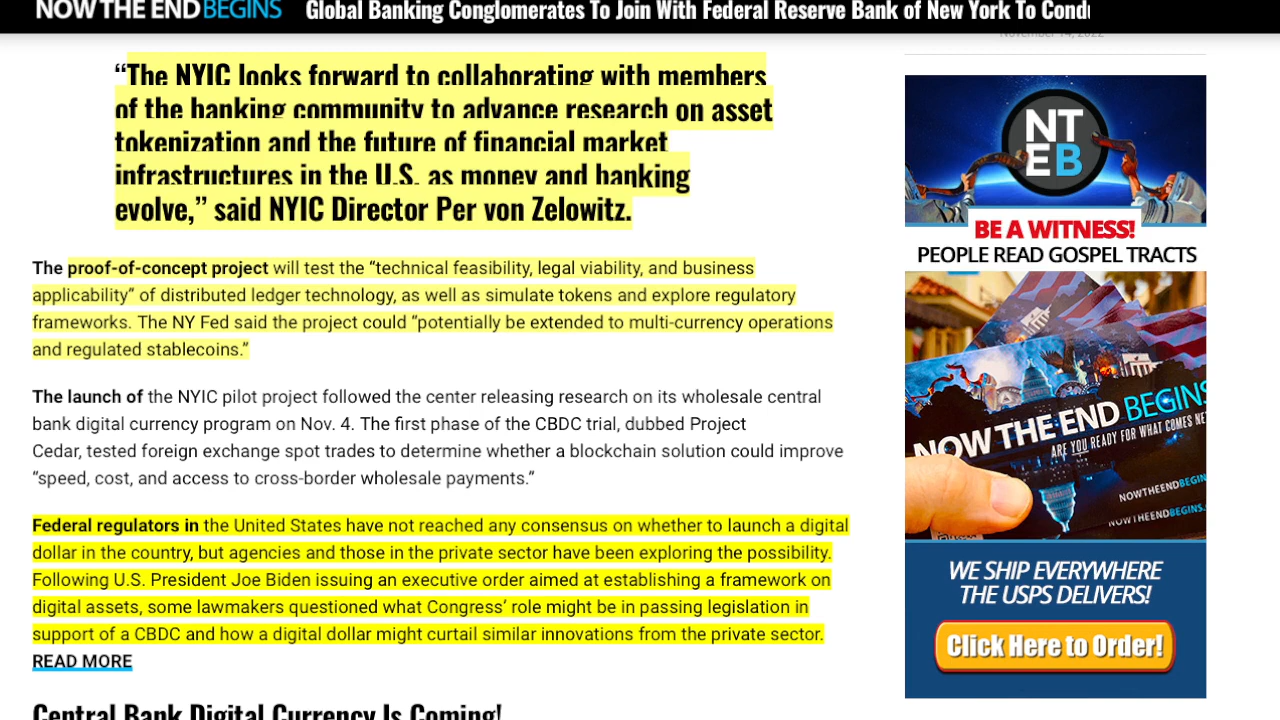 NOW THE END BEGINS
Global Banking Conglomerates To Join With Federal Reserve Bank of New York To Cond
November 14, 2022
“The NYIC looks forward to collaborating with members
of the banking community to advance research on asset
tokenization and the future of financial market
infrastructures in the U.S. as money and banking
evolve,” said NYIC Director Per von Zelowitz.
The proof-of-concept project will test the “technical feasibility, legal viability, and business
applicability” of distributed ledger technology, as well as simulate tokens and explore regulatory
frameworks. The NY Fed said the project could “potentially be extended to multi-currency operations
and regulated stablecoins.”
The launch of the NYIC pilot project followed the center releasing research on its wholesale central
bank digital currency program on Nov. 4. The first phase of the CBDC trial, dubbed Project
Cedar, tested foreign exchange spot trades to determine whether a blockchain solution could improve
“speed, cost, and access to cross-border wholesale payments.”
Federal regulators in the United States have not reached any consensus on whether to launch a digital
dollar in the country, but agencies and those in the private sector have been exploring the possibility.
Following U.S. President Joe Biden issuing an executive order aimed at establishing a framework on
digital assets, some lawmakers questioned what Congress’ role might be in passing legislation in
support of a CBDC and how a digital dollar might curtail similar innovations from the private sector.
READ MORE
Central Bank Digital Currency Is Coming!
NT
EB
BE A WITNESS!
PEOPLE READ GOSPEL TRACTS
NOW THE END BEGINS
ARE YOU READY FOR WHAT COMES NE
NOWTHEENDBEGIN
NOWTHEENDBEGINS.
WE SHIP EVERYWHERE
THE USPS DELIVERS!
Click Here to Order!